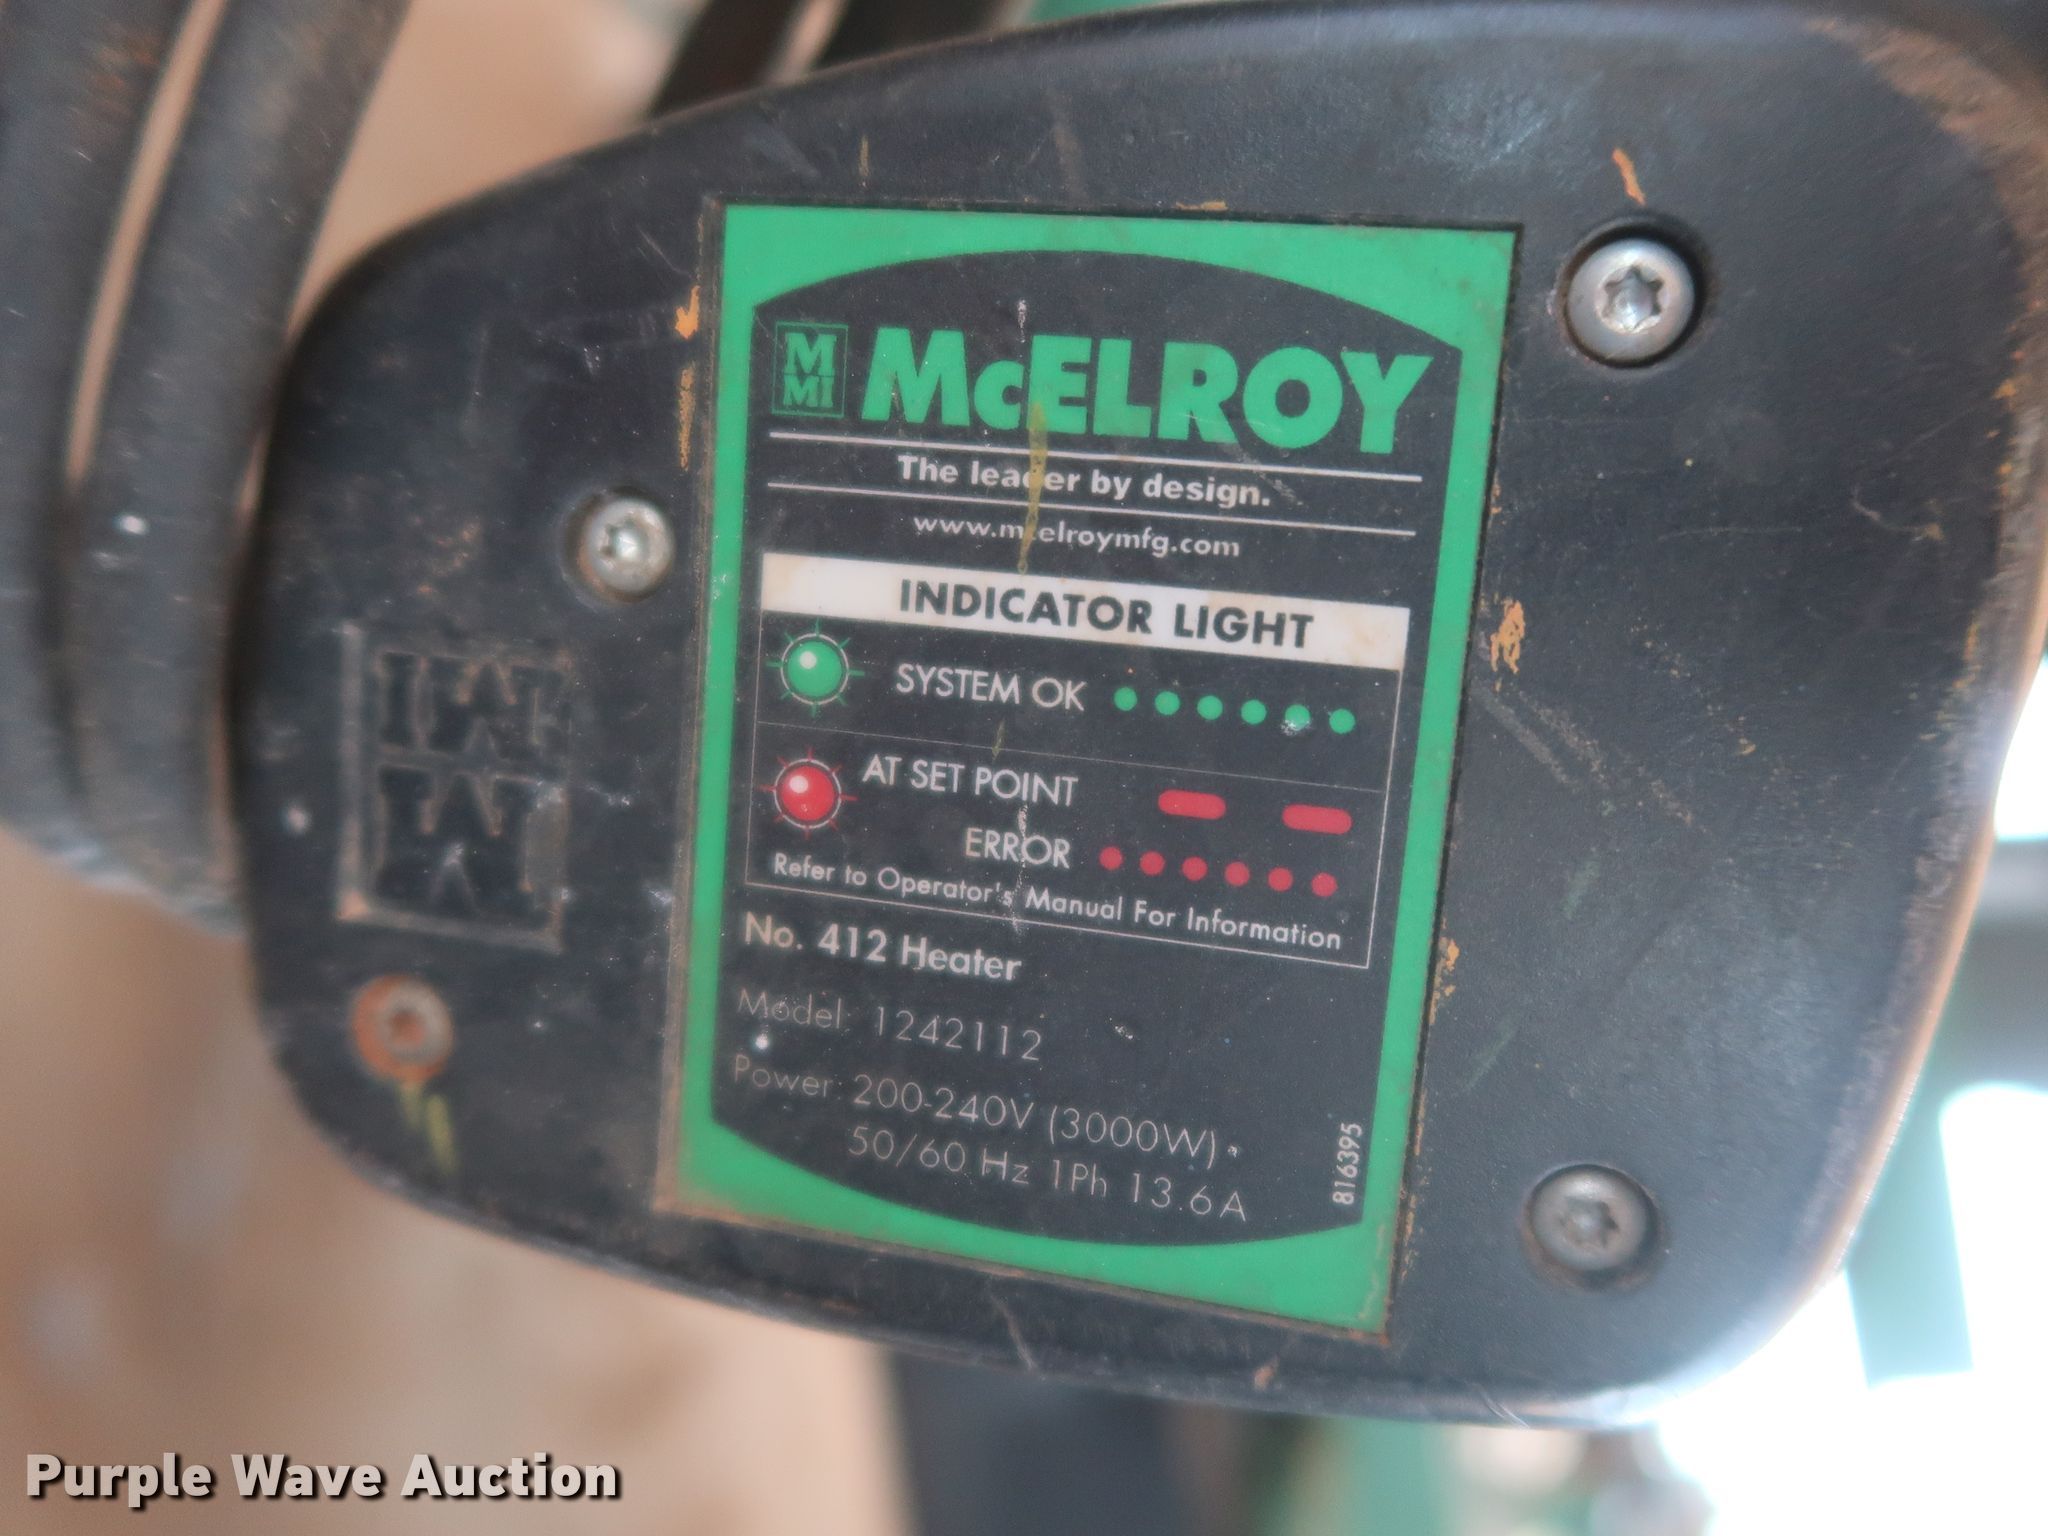 M
MI
McELROY
The leader by design.
www.mcelroymfg.com
INDICATOR LIGHT
SYSTEM OK
AT SET POINT
ERROR
Refer to Operator's Manual For Information
No. 412 Heater
Model: 1242112
Power: 200-240V (3000W)
50/60 Hz 1Ph 13.6A
816395
Purple Wave Auction